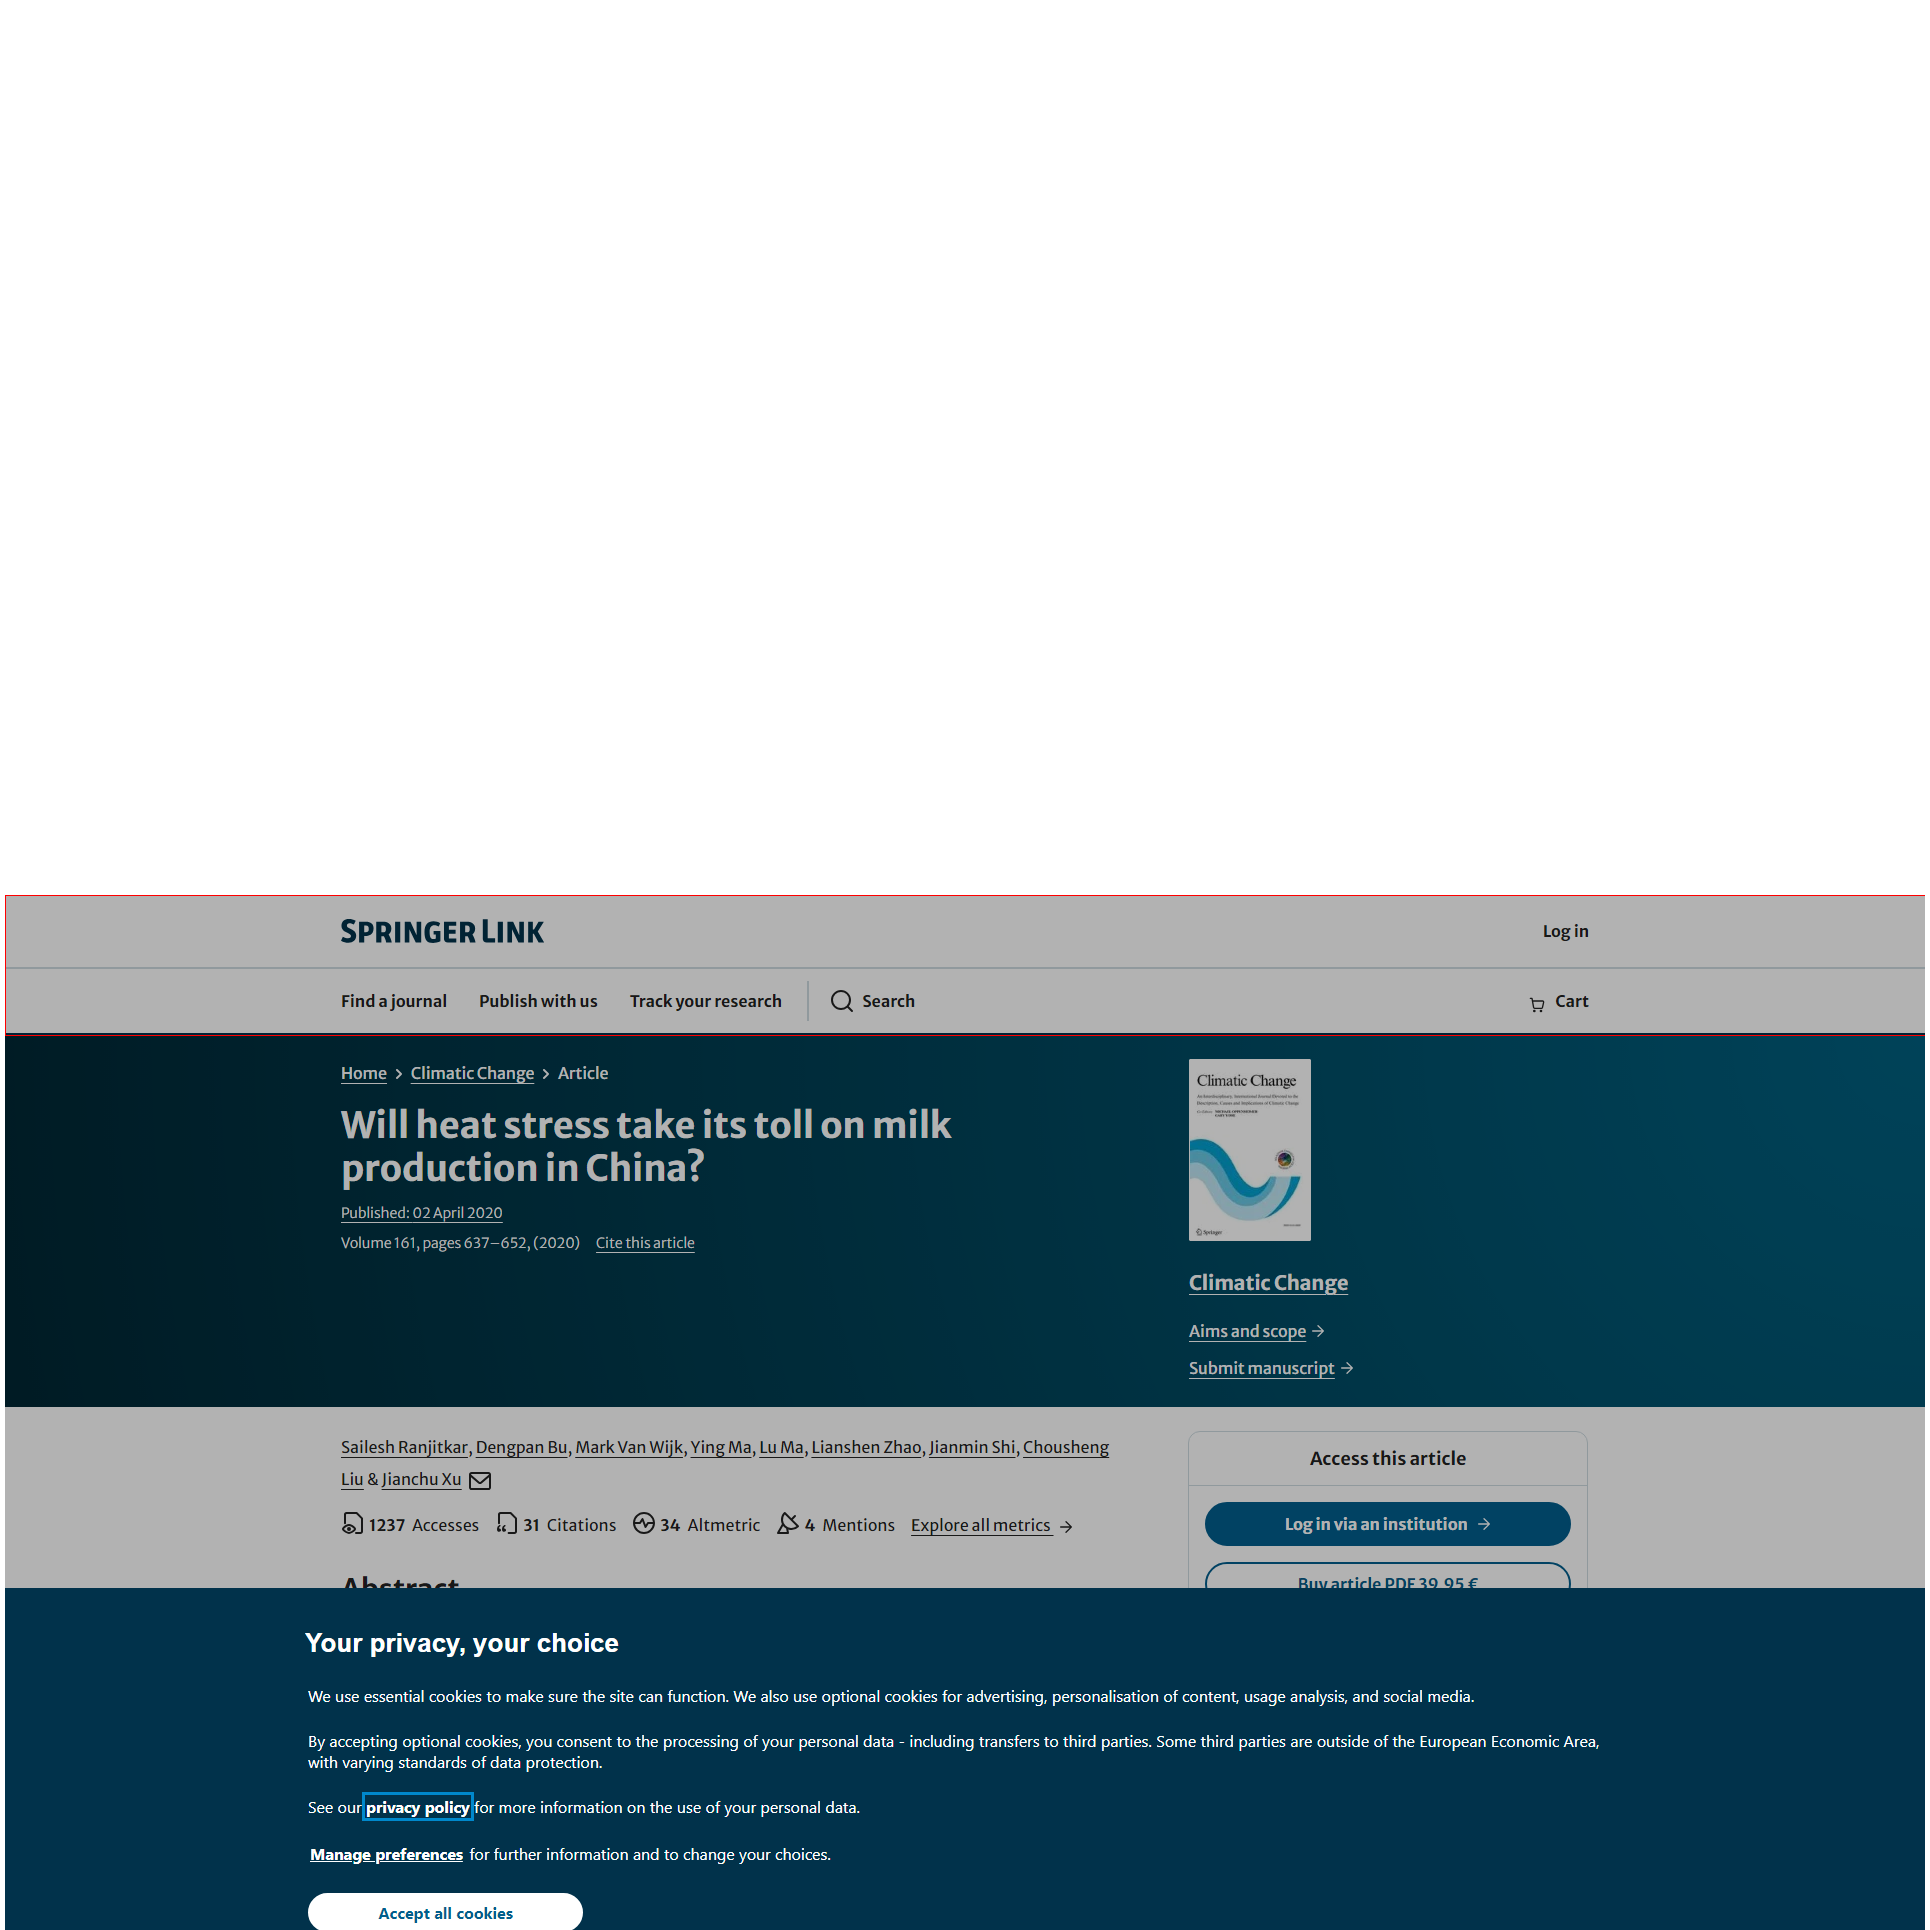 SPRINGER LINK
Log in
Find a journal
Publish with us
Track your research
Search
Cart
Home > Climatic Change > Article
Will heat stress take its toll on milk
production in China?
Published: 02 April 2020
Volume 161, pages 637–652, (2020)
Cite this article
Climatic Change
Springer
Climatic Change
Aims and scope →
Submit manuscript →
Sailesh Ranjitkar, Dengpan Bu, Mark Van Wijk, Ying Ma, Lu Ma, Lianshen Zhao, Jianmin Shi, Chousheng
Liu & Jianchu Xu
1237 Accesses
31 Citations
34 Altmetric
4 Mentions
Explore all metrics →
Abstract
Access this article
Log in via an institution →
Buy article PDF 39,95 €
Your privacy, your choice
We use essential cookies to make sure the site can function. We also use optional cookies for advertising, personalisation of content, usage analysis, and social media.
By accepting optional cookies, you consent to the processing of your personal data - including transfers to third parties. Some third parties are outside of the European Economic Area,
with varying standards of data protection.
See our privacy policy for more information on the use of your personal data.
Manage preferences for further information and to change your choices.
Accept all cookies